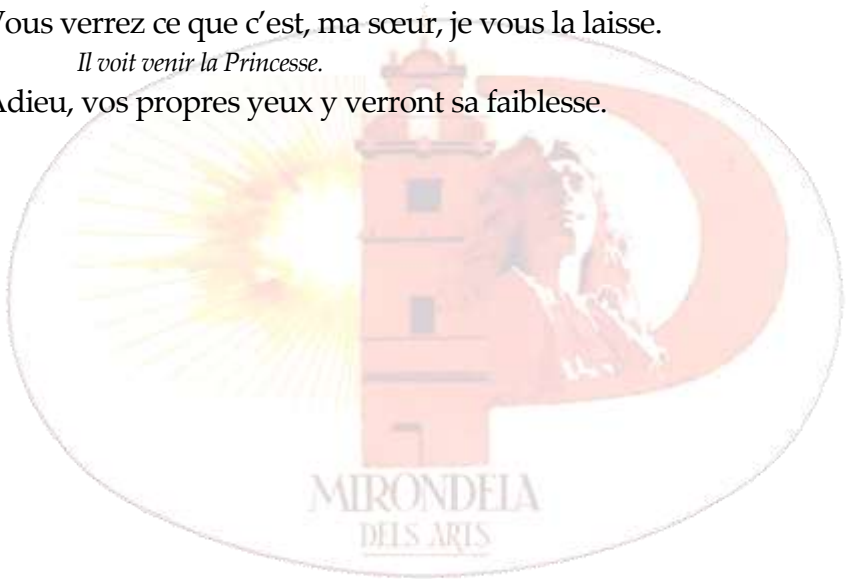 Vous verrez ce que c’est, ma sœur, je vous la laisse.
Il voit venir la Princesse.
Adieu, vos propres yeux y verront sa faiblesse.
MIRONDELA
DELS ARTS